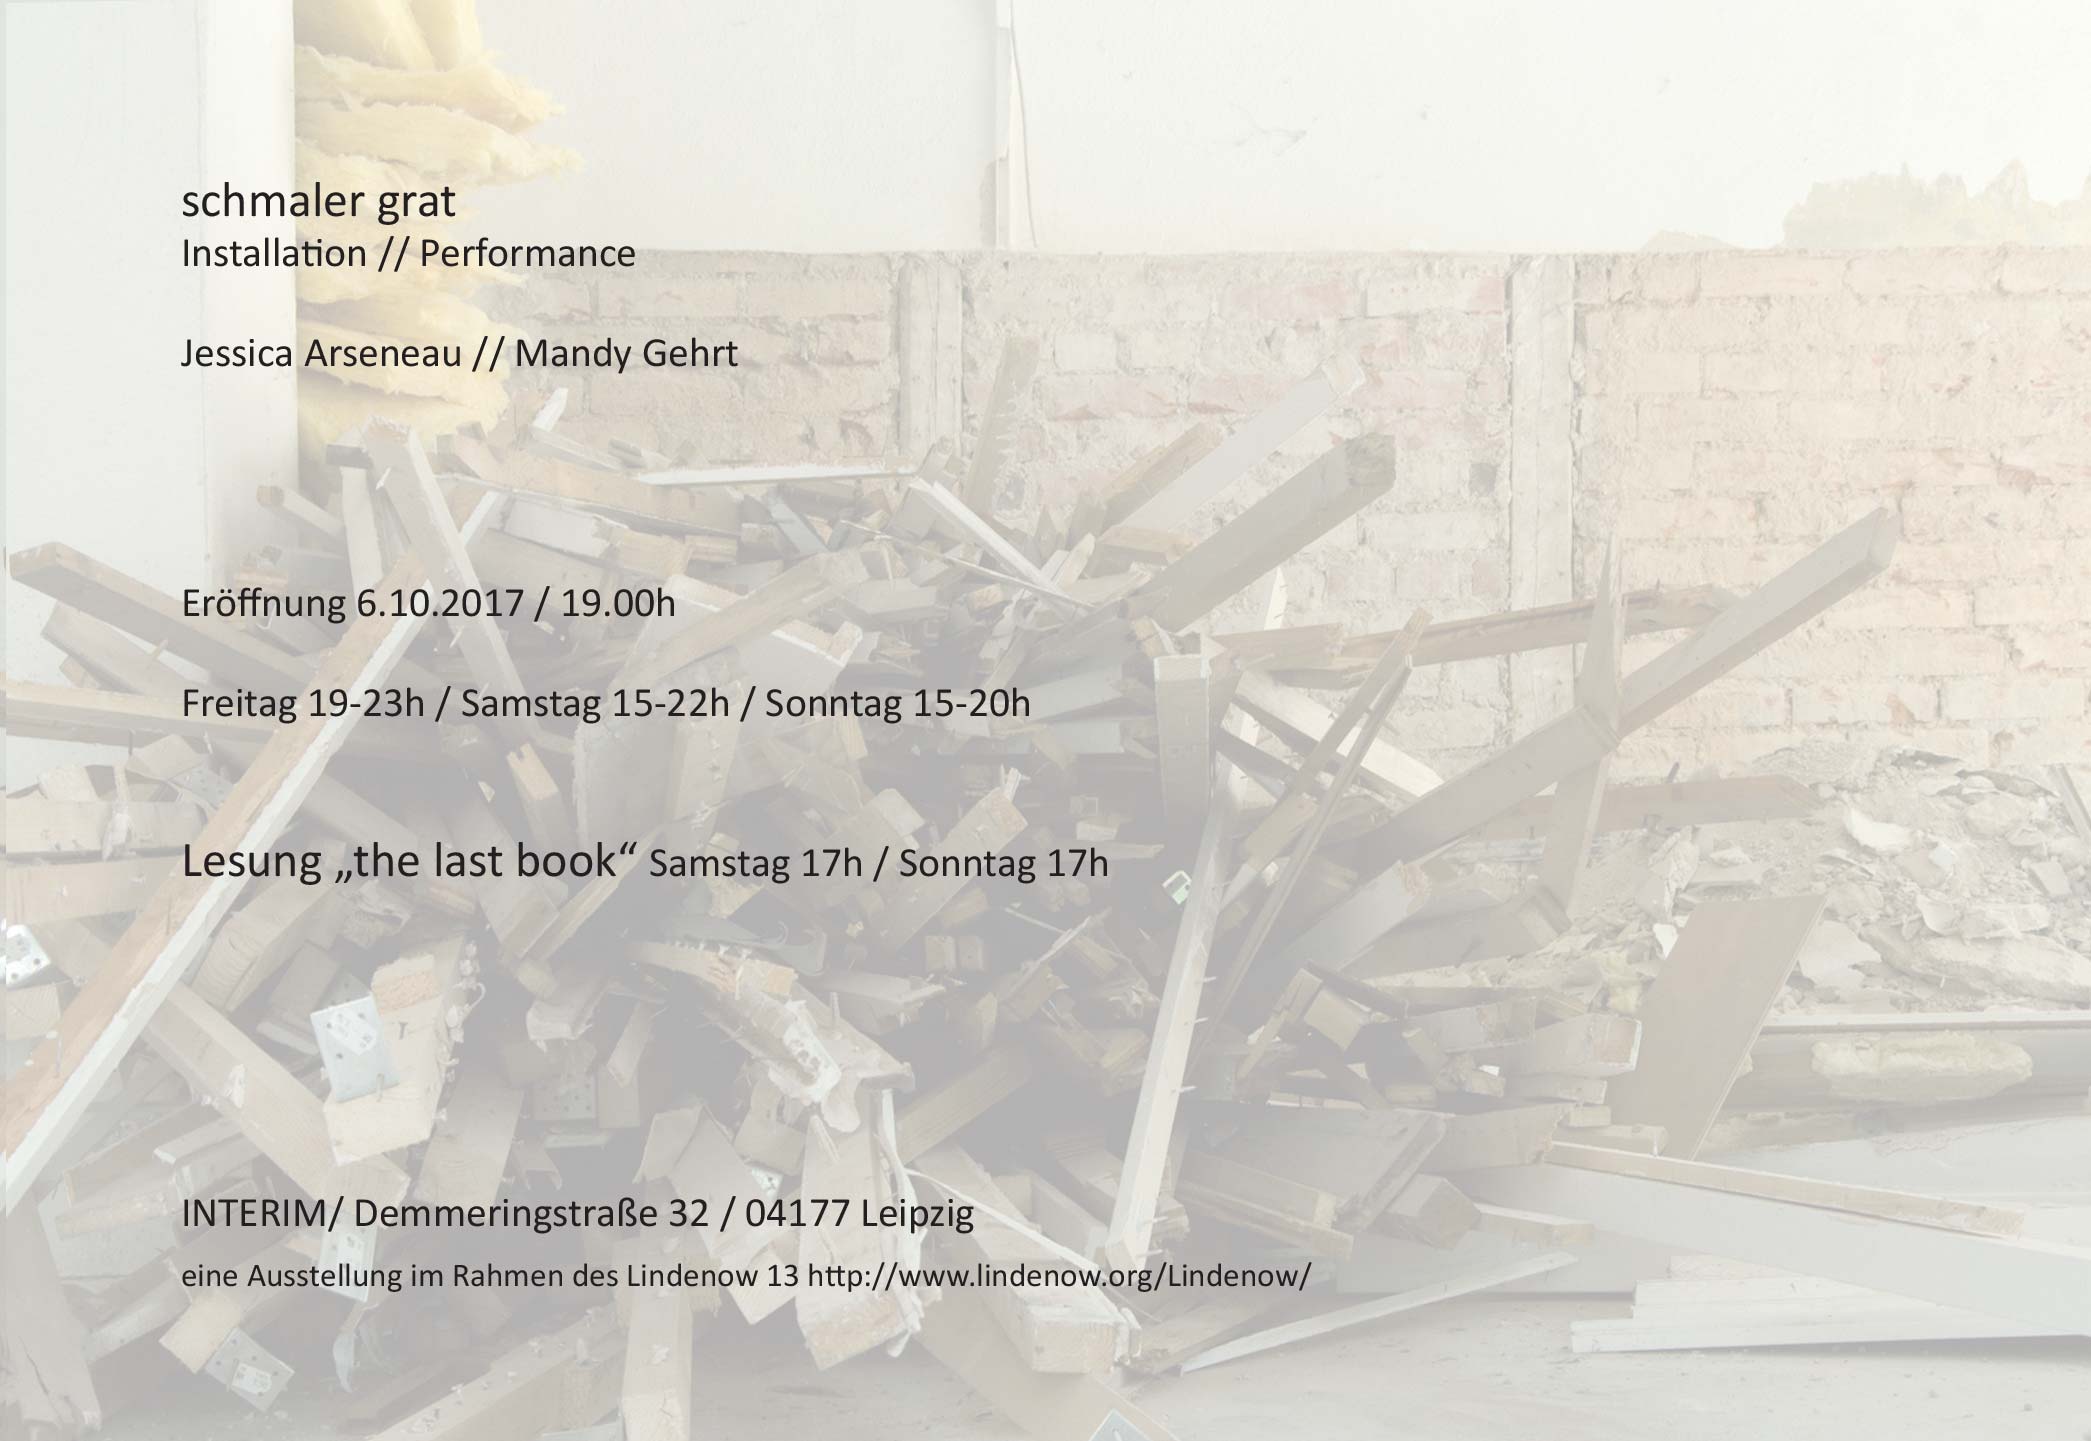 schmaler grat
Installation // Performance
Jessica Arseneau // Mandy Gehrt
Eröffnung 6.10.2017 / 19.00h
Freitag 19-23h / Samstag 15-22h / Sonntag 15-20h
Lesung „the last book“ Samstag 17h / Sonntag 17h
INTERIM/ Demmeringstraße 32 / 04177 Leipzig
eine Ausstellung im Rahmen des Lindenow 13 http://www.lindenow.org/Lindenow/